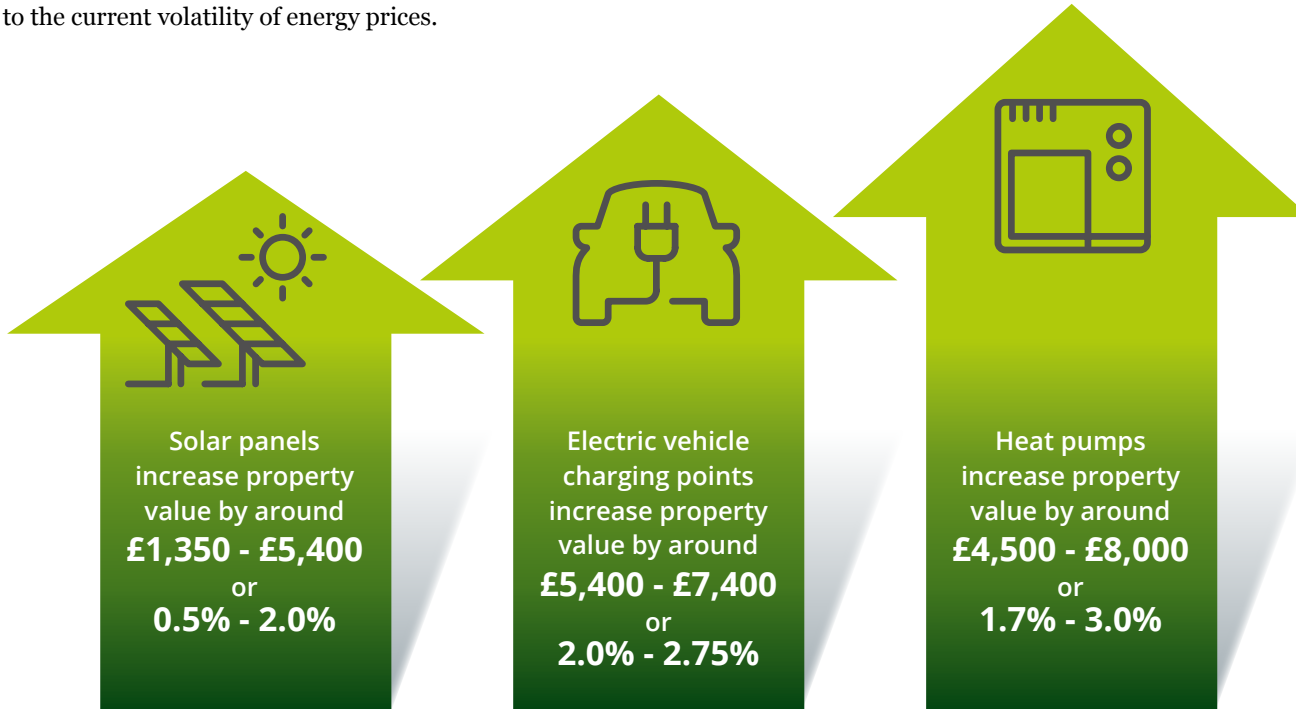 to the current volatility of energy prices.
Solar panels
increase property
value by around
£1,350 - £5,400
or
0.5% - 2.0%
Electric vehicle
charging points
increase property
value by around
£5,400 - £7,400
or
2.0% - 2.75%
Heat pumps
increase property
value by around
£4,500 - £8,000
or
1.7% - 3.0%